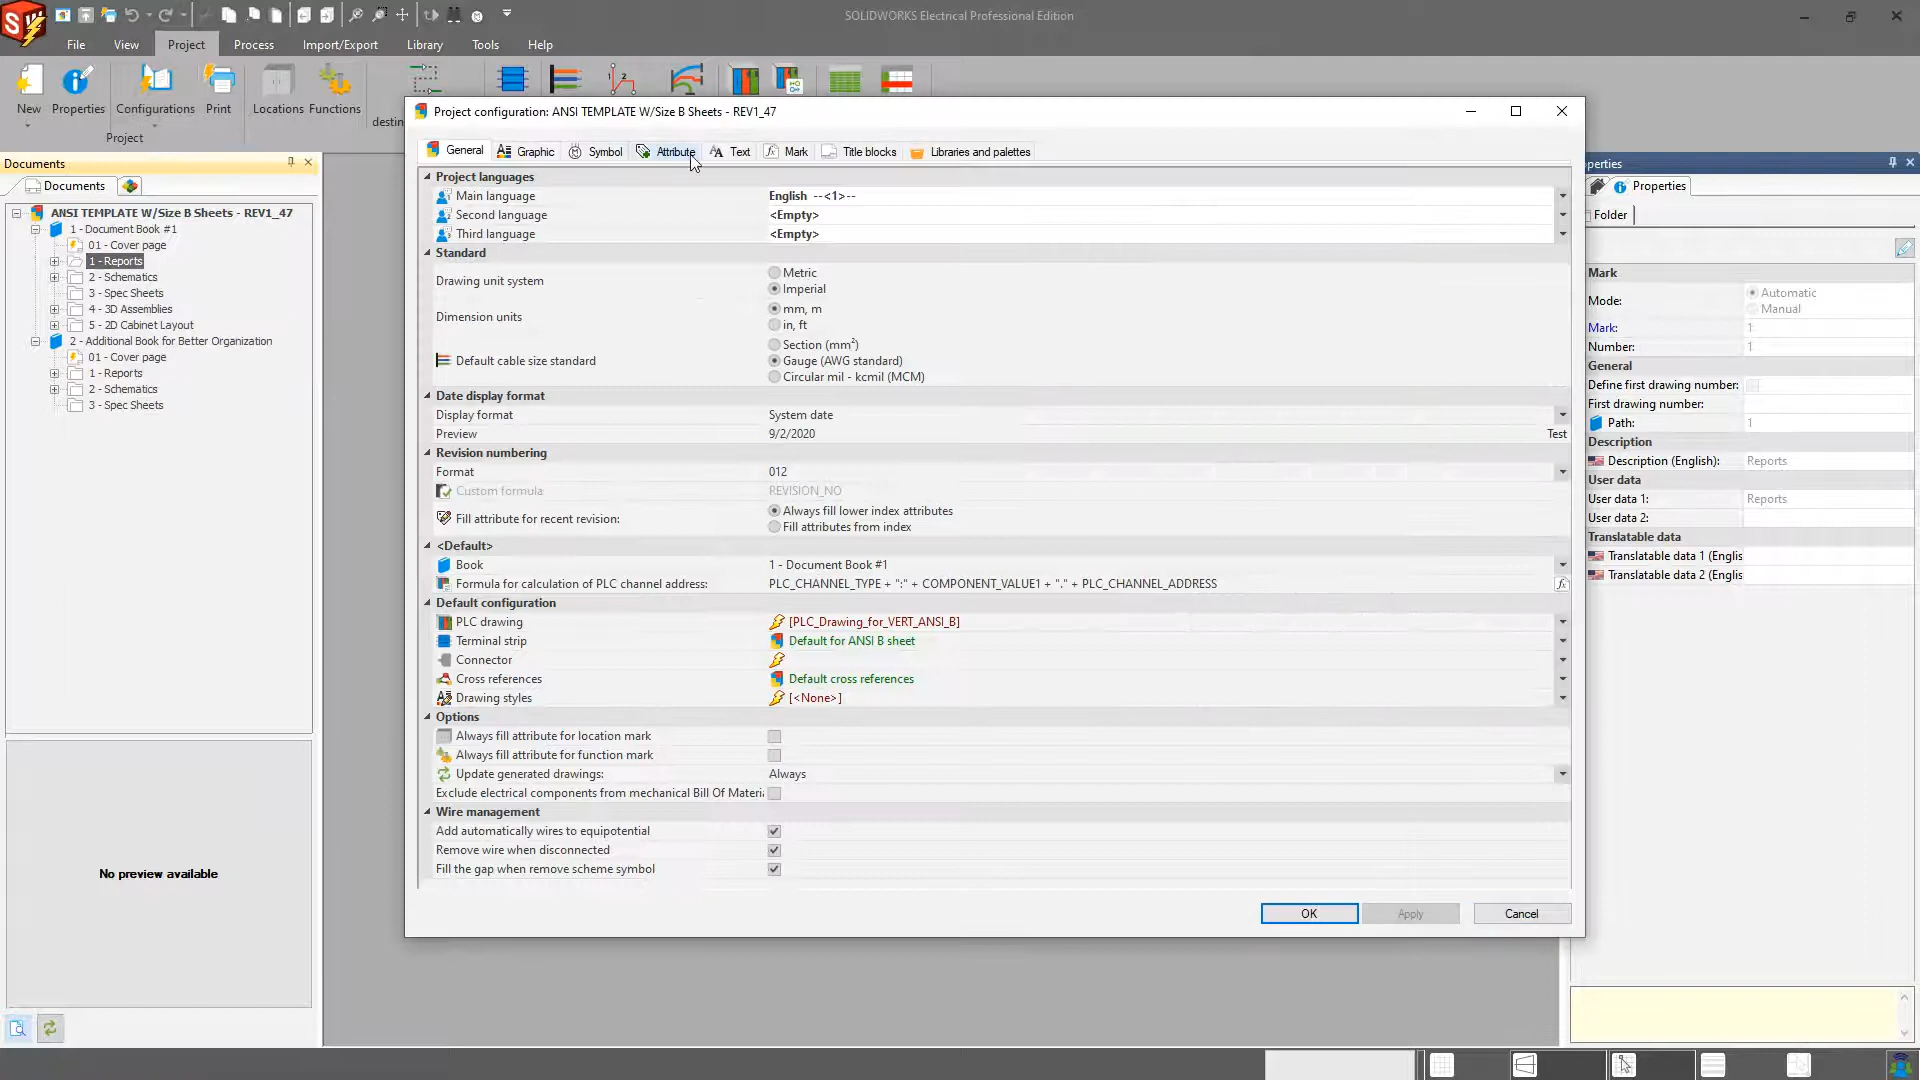 SOLIDWORKS Electrical Professional Edition
File View Project Process Import/Export Library Tools Help
New Properties Configurations Print Locations Functions
destin
Project
Project configuration: ANSI TEMPLATE W/Size B Sheets - REV1_47
General Graphic Symbol Attribute Text Mark Title blocks Libraries and palettes
Documents
Documents
ANSI TEMPLATE W/Size B Sheets - REV1_47
1 - Document Book #1
01 - Cover page
1 - Reports
2 - Schematics
3 - Spec Sheets
4 - 3D Assemblies
5 - 2D Cabinet Layout
2 - Additional Book for Better Organization
01 - Cover page
1 - Reports
2 - Schematics
3 - Spec Sheets
No preview available
Project languages
Main language English --<1>--
Second language <Empty>
Third language <Empty>
Standard
Drawing unit system Metric
Imperial
Dimension units mm, m
in, ft
Default cable size standard Section (mm²)
Gauge (AWG standard)
Circular mil - kcmil (MCM)
Date display format
Display format System date
Preview 9/2/2020 Test
Revision numbering
Format 012
Custom formula REVISION_NO
Fill attribute for recent revision: Always fill lower index attributes
Fill attributes from index
<Default>
Book 1 - Document Book #1
Formula for calculation of PLC channel address: PLC_CHANNEL_TYPE + ":" + COMPONENT_VALUE1 + "." + PLC_CHANNEL_ADDRESS
Default configuration
PLC drawing [PLC_Drawing_for_VERT_ANSI_B]
Terminal strip Default for ANSI B sheet
Connector
Cross references Default cross references
Drawing styles [<None>]
Options
Always fill attribute for location mark
Always fill attribute for function mark
Update generated drawings: Always
Exclude electrical components from mechanical Bill Of Materi
Wire management
Add automatically wires to equipotential
Remove wire when disconnected
Fill the gap when remove scheme symbol
OK Apply Cancel
perties
Properties
Folder
Mark
Mode: Automatic
Manual
Mark: 1
Number: 1
General
Define first drawing number:
First drawing number:
Path: 1
Description
Description (English): Reports
User data
User data 1: Reports
User data 2:
Translatable data
Translatable data 1 (Englis
Translatable data 2 (Englis